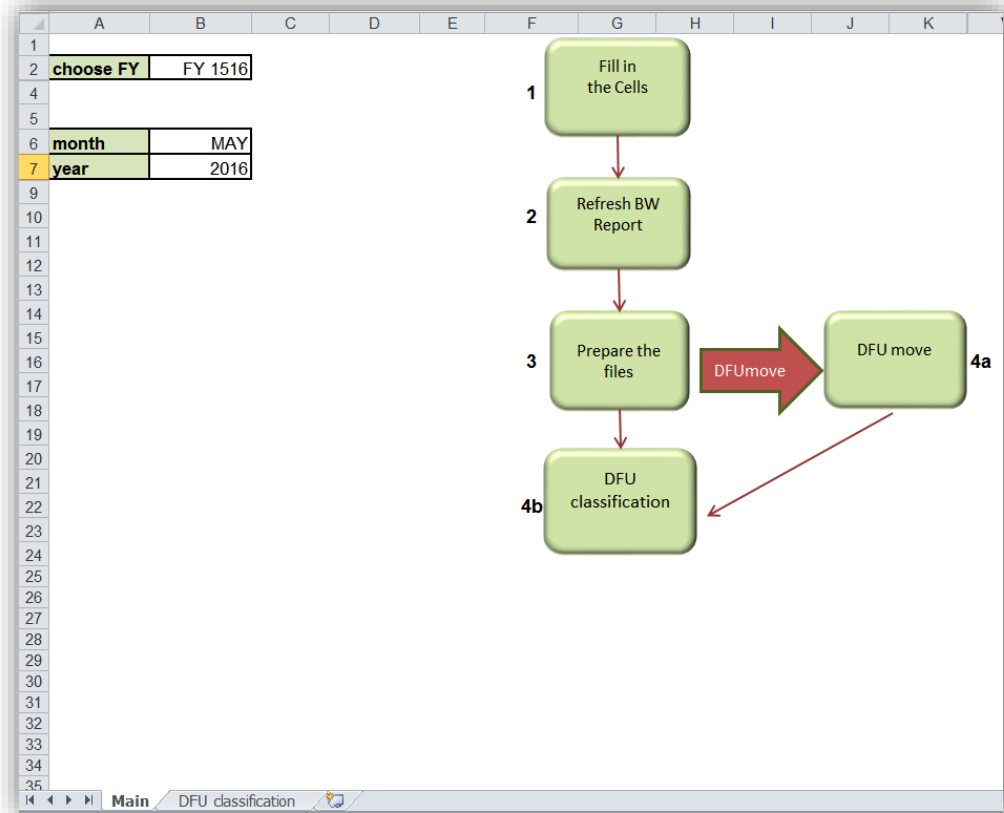 A B C D E F G H I J K
1
2 choose FY FY 1516
4
5
6 month MAY
7 year 2016
9
10
11
12
13
14
15
16
17
18
19
20
21
22
23
24
25
26
27
28
29
30
31
32
33
34
35
1
Fill in
the Cells
2
Refresh BW
Report
3
Prepare the
files
DFUmove
DFU move
4a
4b
DFU
classification
Main DFU classification